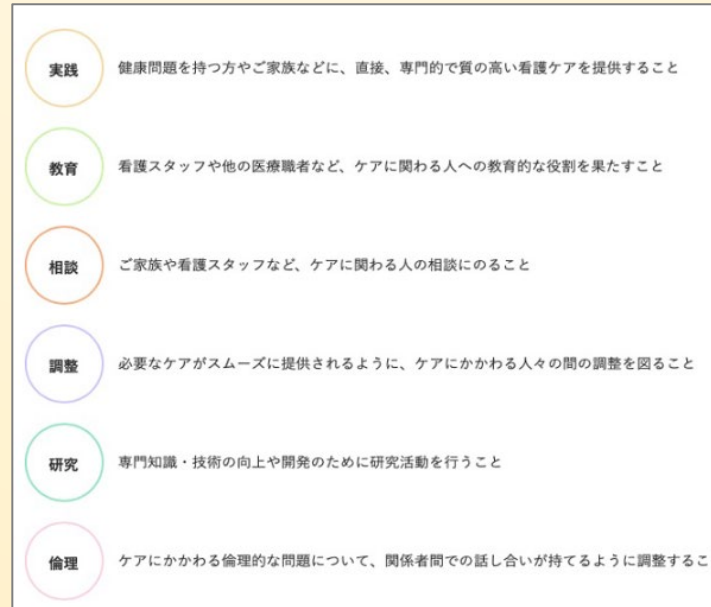 実践
健康問題を持つ方やご家族などに、直接、専門的で質の高い看護ケアを提供すること
教育
看護スタッフや他の医療職者など、ケアに関わる人への教育的な役割を果たすこと
相談
ご家族や看護スタッフなど、ケアに関わる人の相談にのること
調整
必要なケアがスムーズに提供されるように、ケアにかかわる人々の間の調整を図ること
研究
専門知識・技術の向上や開発のために研究活動を行うこと
倫理
ケアにかかわる倫理的な問題について、関係者間での話し合いが持てるように調整するこ